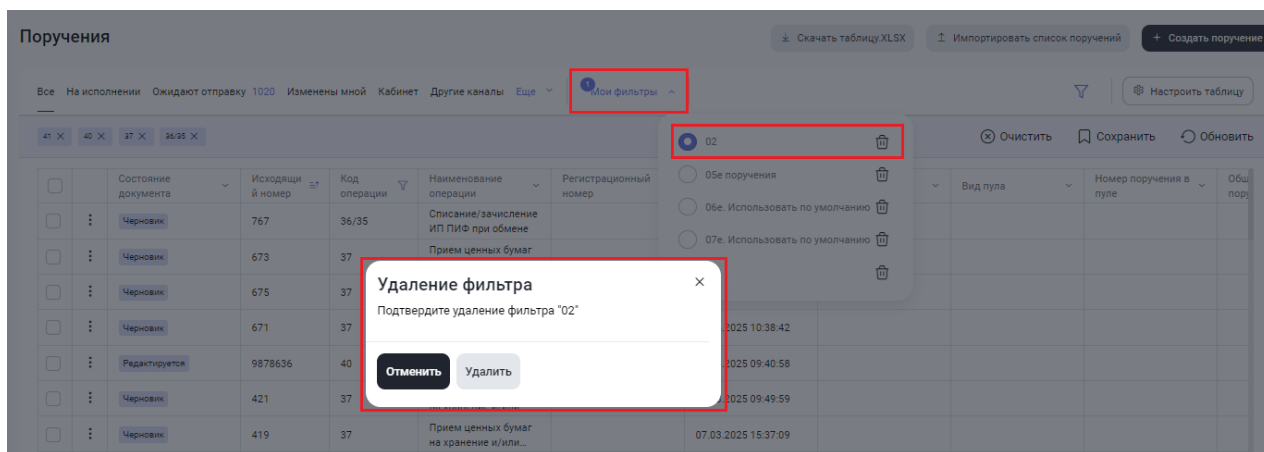 Поручения
Скачать таблицу.XLSX
Импортировать список поручений
+ Создать поручение
Все На исполнении Ожидают отправку 1020 Изменены мной Кабинет Другие каналы Еще
1
Мои фильтры
Настроить таблицу
41 40 37 36/35
Очистить Сохранить Обновить
02
05е поручения
06е. Использовать по умолчанию
07е. Использовать по умолчанию
Состояние
документа
Исходящи
й номер
Код
операции
Наименование
операции
Регистрационный
номер
Вид пула
Номер поручения в
пуле
Черновик 767 36/35 Списание/зачисление
ИП ПИФ при обмене
Черновик 673 37 Прием ценных бумаг
Черновик 675 37
Черновик 671 37 2025 10:38:42
Редактируется 9878636 40 2025 09:40:58
Черновик 421 37 2025 09:49:59
Черновик 419 37 Прием ценных бумаг
на хранение и/или... 07.03.2025 15:37:09
Удаление фильтра
Подтвердите удаление фильтра "02"
Отменить Удалить